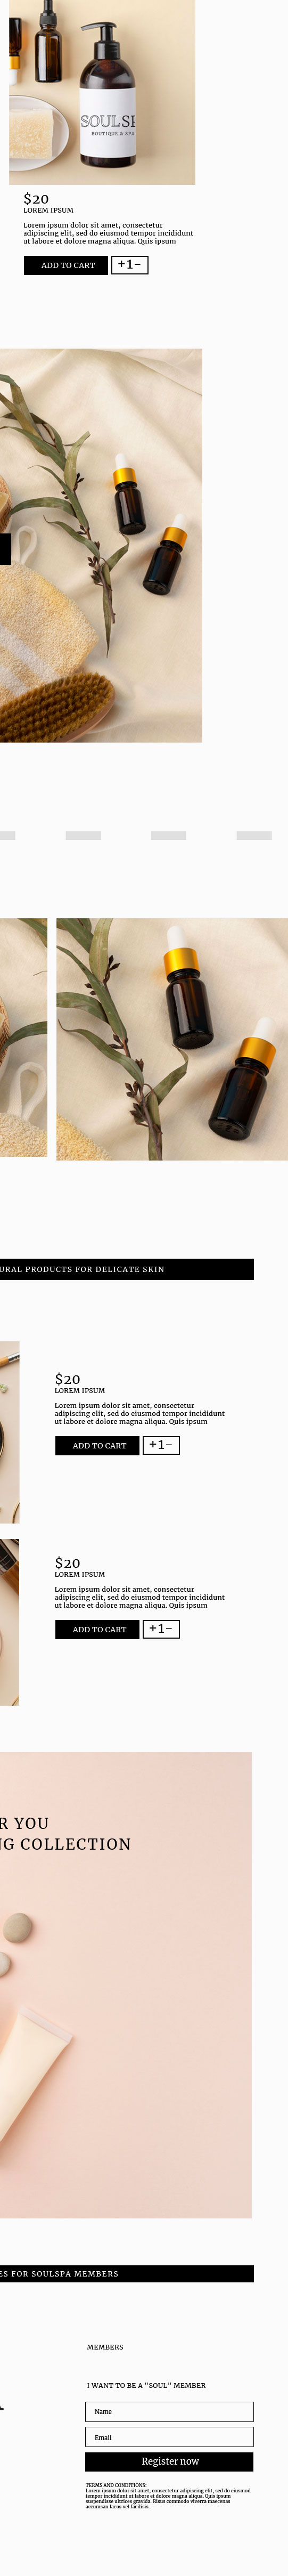 SOULSP
BOUTIQUE & SPA
$20
LOREM IPSUM
Lorem ipsum dolor sit amet, consectetur
adipiscing elit, sed do eiusmod tempor incididunt
ut labore et dolore magna aliqua. Quis ipsum
ADD TO CART +1−
URAL PRODUCTS FOR DELICATE SKIN
$20
LOREM IPSUM
Lorem ipsum dolor sit amet, consectetur
adipiscing elit, sed do eiusmod tempor incididunt
ut labore et dolore magna aliqua. Quis ipsum
ADD TO CART +1−
$20
LOREM IPSUM
Lorem ipsum dolor sit amet, consectetur
adipiscing elit, sed do eiusmod tempor incididunt
ut labore et dolore magna aliqua. Quis ipsum
ADD TO CART +1−
R YOU
NG COLLECTION
ES FOR SOULSPA MEMBERS
MEMBERS
I WANT TO BE A "SOUL" MEMBER
Name
Email
Register now
TERMS AND CONDITIONS:
Lorem ipsum dolor sit amet, consectetur adipiscing elit, sed do eiusmod
tempor incididunt ut labore et dolore magna aliqua. Quis ipsum
suspendisse ultrices gravida. Risus commodo viverra maecenas
accumsan lacus vel facilisis.